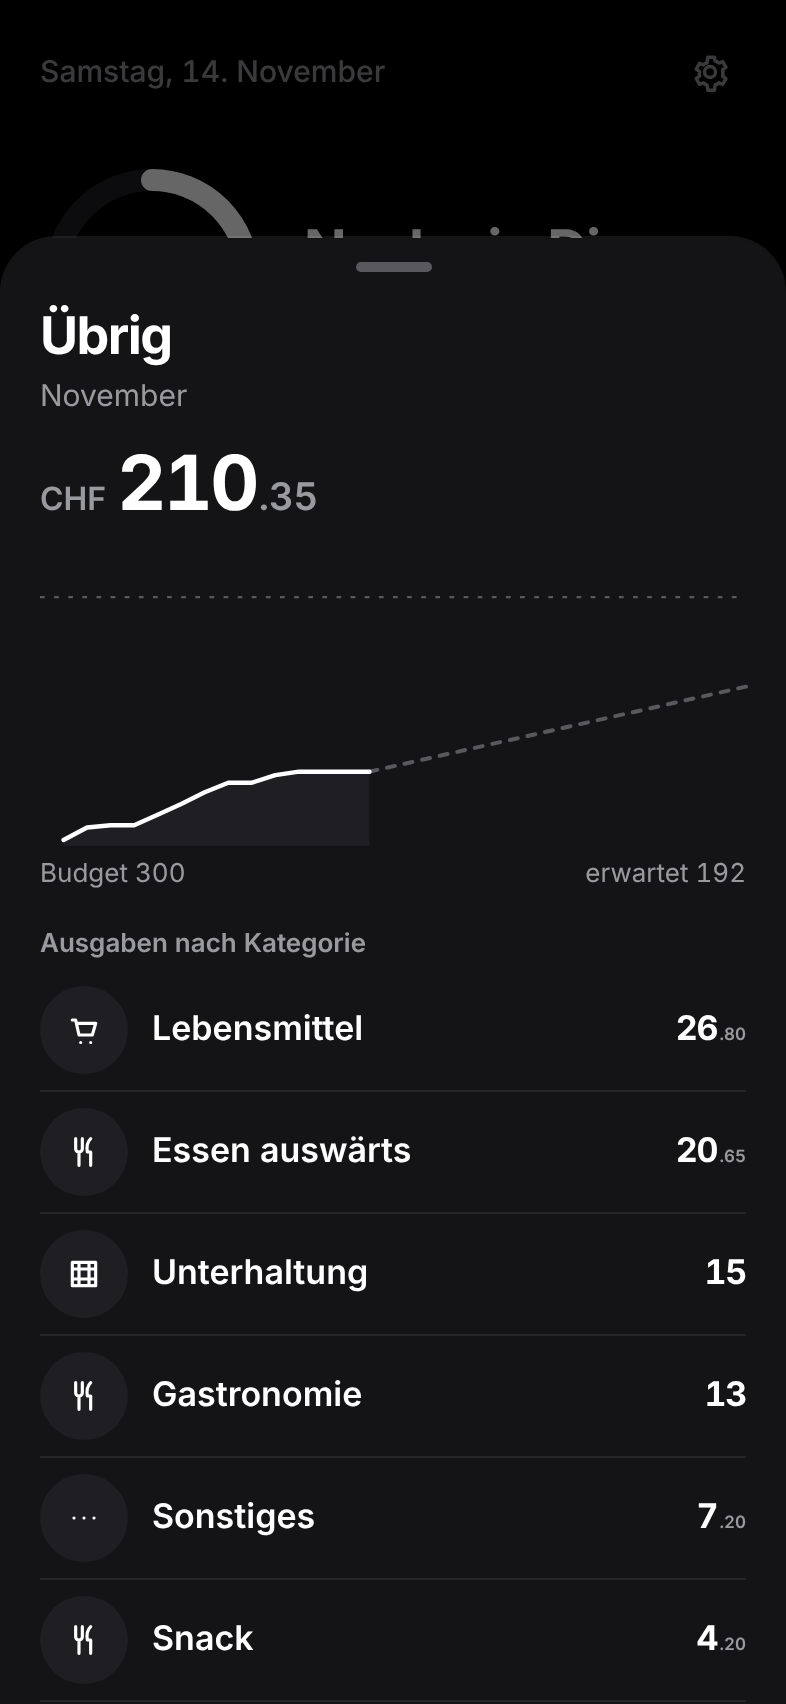 Samstag, 14. November
Übrig
November
CHF 210.35
Budget 300
erwartet 192
Ausgaben nach Kategorie
Lebensmittel 26.80
Essen auswärts 20.65
Unterhaltung 15
Gastronomie 13
Sonstiges 7.20
Snack 4.20